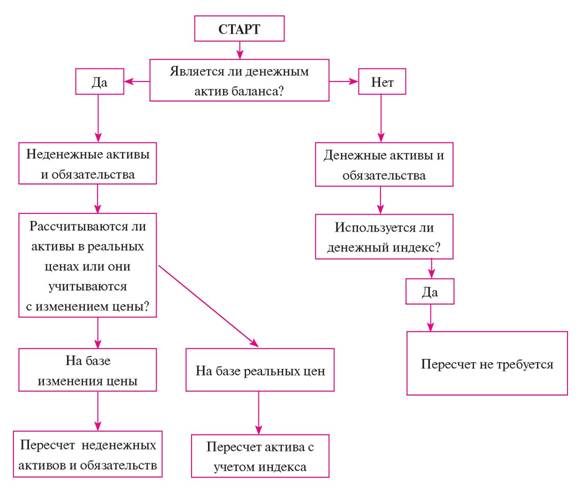 СТАРТ
Является ли денежным
актив баланса?
Да
Нет
Неденежные активы
и обязательства
Денежные активы и
обязательства
Рассчитываются ли
активы в реальных
ценах или они
учитываются
с изменением цены?
Используется ли
денежный индекс?
Да
На базе
изменения цены
На базе реальных цен
Пересчет не требуется
Пересчет неденежных
активов и обязательств
Пересчет актива с
учетом индекса